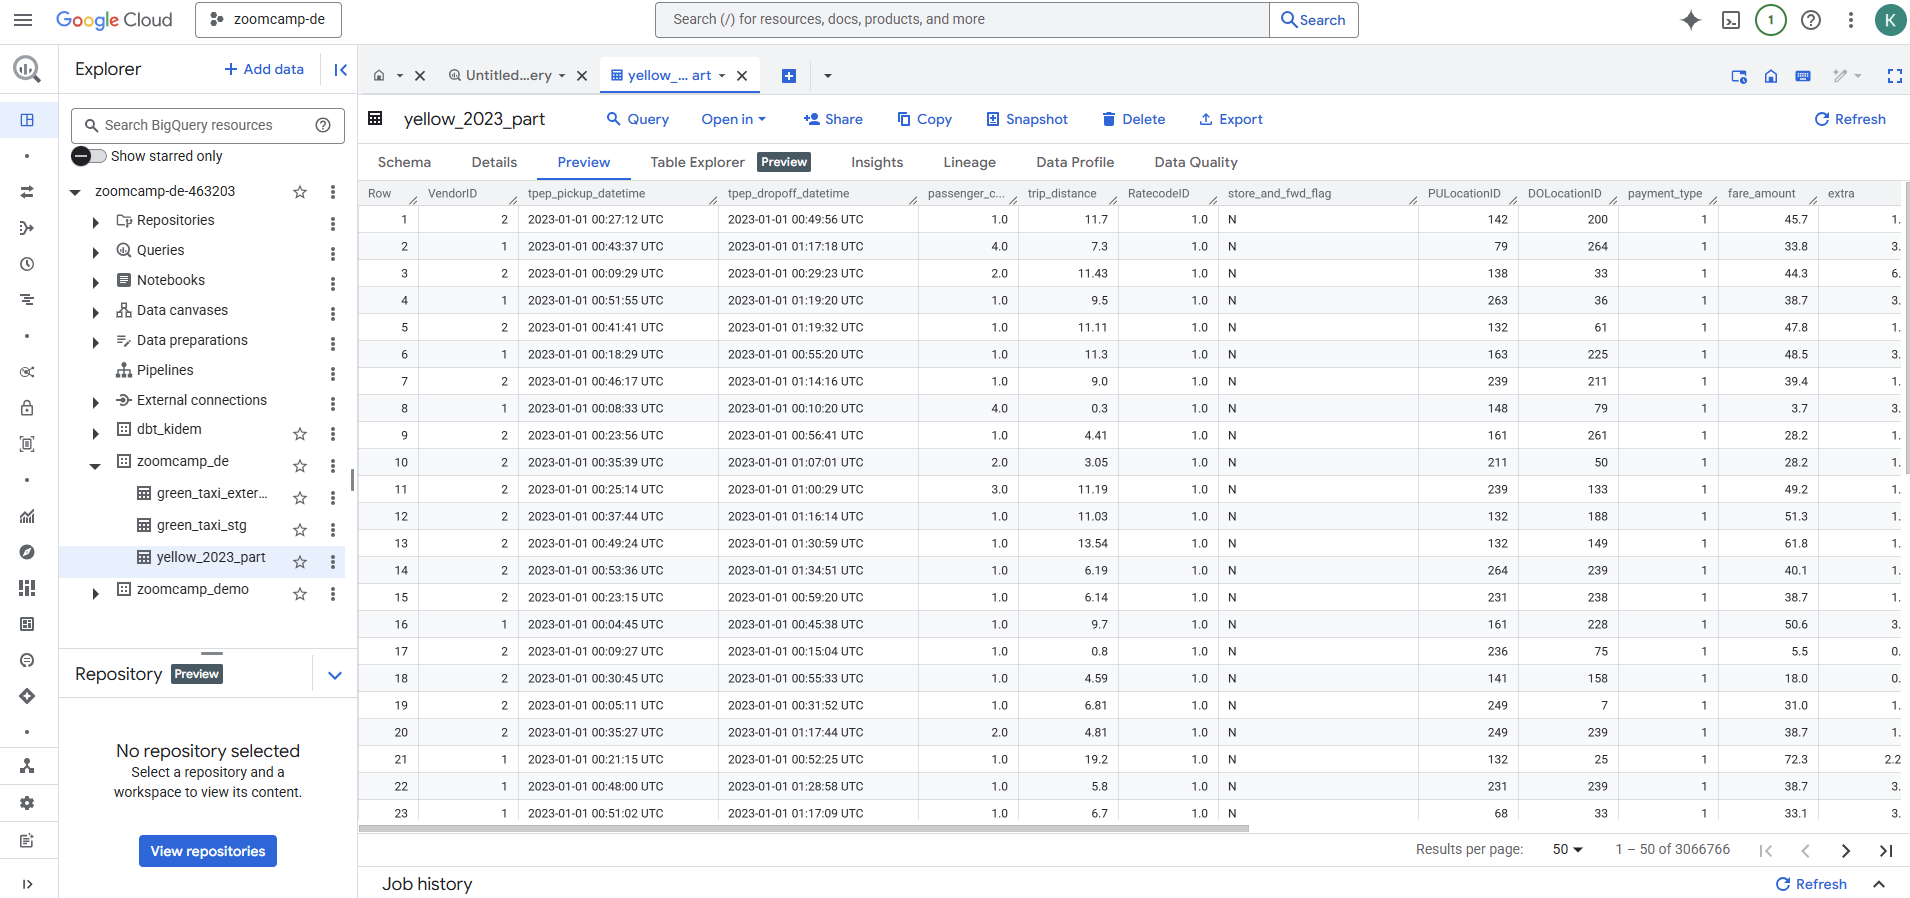 Google Cloud
zoomcamp-de
Search (/) for resources, docs, products, and more
Search
1
K
Explorer
Add data
Search BigQuery resources
Show starred only
zoomcamp-de-463203
Repositories
Queries
Notebooks
Data canvases
Data preparations
Pipelines
External connections
dbt_kidem
zoomcamp_de
green_taxi_exter...
green_taxi_stg
yellow_2023_part
zoomcamp_demo
Repository Preview
No repository selected
Select a repository and a
workspace to view its content.
View repositories
Untitled...ery
yellow_... art
yellow_2023_part
Query Open in Share Copy Snapshot Delete Export Refresh
Schema Details Preview Table Explorer Preview Insights Lineage Data Profile Data Quality
Row VendorID tpep_pickup_datetime tpep_dropoff_datetime passenger_c... trip_distance RatecodeID store_and_fwd_flag PULocationID DOLocationID payment_type fare_amount extra
1 2 2023-01-01 00:27:12 UTC 2023-01-01 00:49:56 UTC 1.0 11.7 1.0 N 142 200 1 45.7 1.
2 1 2023-01-01 00:43:37 UTC 2023-01-01 01:17:18 UTC 4.0 7.3 1.0 N 79 264 1 33.8 3.
3 2 2023-01-01 00:09:29 UTC 2023-01-01 00:29:23 UTC 2.0 11.43 1.0 N 138 33 1 44.3 6.
4 1 2023-01-01 00:51:55 UTC 2023-01-01 01:19:20 UTC 1.0 9.5 1.0 N 263 36 1 38.7 3.
5 2 2023-01-01 00:41:41 UTC 2023-01-01 01:19:32 UTC 1.0 11.11 1.0 N 132 61 1 47.8 1.
6 1 2023-01-01 00:18:29 UTC 2023-01-01 00:55:20 UTC 1.0 11.3 1.0 N 163 225 1 48.5 3.
7 2 2023-01-01 00:46:17 UTC 2023-01-01 01:14:16 UTC 1.0 9.0 1.0 N 239 211 1 39.4 1.
8 1 2023-01-01 00:08:33 UTC 2023-01-01 00:10:20 UTC 4.0 0.3 1.0 N 148 79 1 3.7 3.
9 2 2023-01-01 00:23:56 UTC 2023-01-01 00:56:41 UTC 1.0 4.41 1.0 N 161 261 1 28.2 1.
10 2 2023-01-01 00:35:39 UTC 2023-01-01 01:07:01 UTC 2.0 3.05 1.0 N 211 50 1 28.2 1.
11 2 2023-01-01 00:25:14 UTC 2023-01-01 01:00:29 UTC 3.0 11.19 1.0 N 239 133 1 49.2 1.
12 2 2023-01-01 00:37:44 UTC 2023-01-01 01:16:14 UTC 1.0 11.03 1.0 N 132 188 1 51.3 1.
13 2 2023-01-01 00:49:24 UTC 2023-01-01 01:30:59 UTC 1.0 13.54 1.0 N 132 149 1 61.8 1.
14 2 2023-01-01 00:53:36 UTC 2023-01-01 01:34:51 UTC 1.0 6.19 1.0 N 264 239 1 40.1 1.
15 2 2023-01-01 00:23:15 UTC 2023-01-01 00:59:20 UTC 1.0 6.14 1.0 N 231 238 1 38.7 1.
16 1 2023-01-01 00:04:45 UTC 2023-01-01 00:45:38 UTC 1.0 9.7 1.0 N 161 228 1 50.6 3.
17 2 2023-01-01 00:09:27 UTC 2023-01-01 00:15:04 UTC 1.0 0.8 1.0 N 236 75 1 5.5 0.
18 2 2023-01-01 00:30:45 UTC 2023-01-01 00:55:33 UTC 1.0 4.59 1.0 N 141 158 1 18.0 0.
19 2 2023-01-01 00:05:11 UTC 2023-01-01 00:31:52 UTC 1.0 6.81 1.0 N 249 7 1 31.0 1.
20 2 2023-01-01 00:35:27 UTC 2023-01-01 01:17:44 UTC 2.0 4.81 1.0 N 249 239 1 38.7 1.
21 1 2023-01-01 00:21:15 UTC 2023-01-01 00:52:25 UTC 1.0 19.2 1.0 N 132 25 1 72.3 2.2
22 1 2023-01-01 00:48:00 UTC 2023-01-01 01:28:58 UTC 1.0 5.8 1.0 N 231 239 1 38.7 3.
23 1 2023-01-01 00:51:02 UTC 2023-01-01 01:17:09 UTC 1.0 6.7 1.0 N 68 33 1 33.1 3.
Results per page: 50 1 – 50 of 3066766
Job history
Refresh